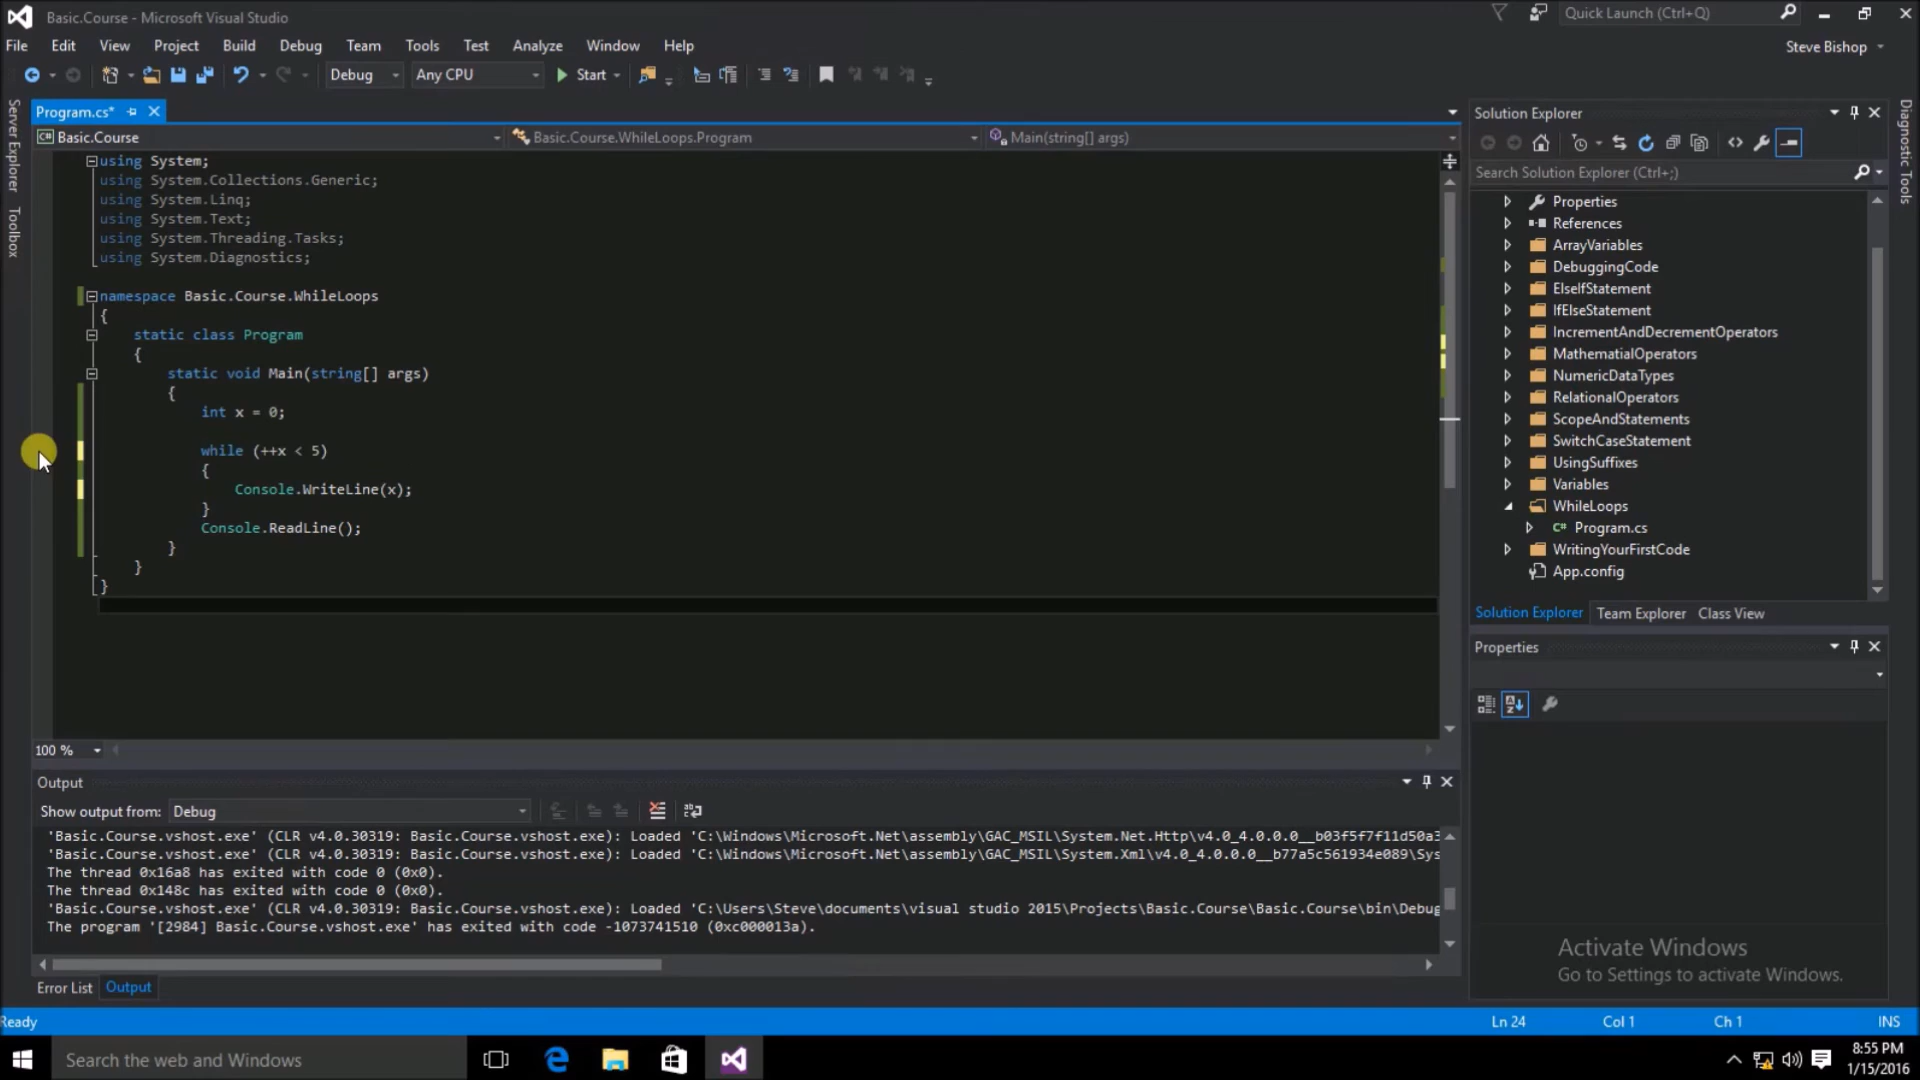 Basic.Course - Microsoft Visual Studio
Quick Launch (Ctrl+Q)
File Edit View Project Build Debug Team Tools Test Analyze Window Help
Steve Bishop
Debug Any CPU Start
Server Explorer
Toolbox
Program.cs*
C# Basic.Course
Basic.Course.WhileLoops.Program
Main(string[] args)
using System;
using System.Collections.Generic;
using System.Linq;
using System.Text;
using System.Threading.Tasks;
using System.Diagnostics;
namespace Basic.Course.WhileLoops
{
static class Program
{
static void Main(string[] args)
{
int x = 0;
while (++x < 5)
{
Console.WriteLine(x);
}
Console.ReadLine();
}
}
}
100 %
Solution Explorer
Search Solution Explorer (Ctrl+;)
Properties
References
ArrayVariables
DebuggingCode
ElseIfStatement
IfElseStatement
IncrementAndDecrementOperators
MathematialOperators
NumericDataTypes
RelationalOperators
ScopeAndStatements
SwitchCaseStatement
UsingSuffixes
Variables
WhileLoops
C# Program.cs
WritingYourFirstCode
App.config
Solution Explorer Team Explorer Class View
Properties
Diagnostic Tools
Output
Show output from: Debug
'Basic.Course.vshost.exe' (CLR v4.0.30319: Basic.Course.vshost.exe): Loaded 'C:\Windows\Microsoft.Net\assembly\GAC_MSIL\System.Net.Http\v4.0_4.0.0.0__b03f5f7f11d50a3
'Basic.Course.vshost.exe' (CLR v4.0.30319: Basic.Course.vshost.exe): Loaded 'C:\Windows\Microsoft.Net\assembly\GAC_MSIL\System.Xml\v4.0_4.0.0.0__b77a5c561934e089\Sys
The thread 0x16a8 has exited with code 0 (0x0).
The thread 0x148c has exited with code 0 (0x0).
'Basic.Course.vshost.exe' (CLR v4.0.30319: Basic.Course.vshost.exe): Loaded 'C:\Users\Steve\documents\visual studio 2015\Projects\Basic.Course\Basic.Course\bin\Debug
The program '[2984] Basic.Course.vshost.exe' has exited with code -1073741510 (0xc000013a).
Activate Windows
Go to Settings to activate Windows.
Error List Output
Ready
Ln 24 Col 1 Ch 1 INS
Search the web and Windows
8:55 PM
1/15/2016